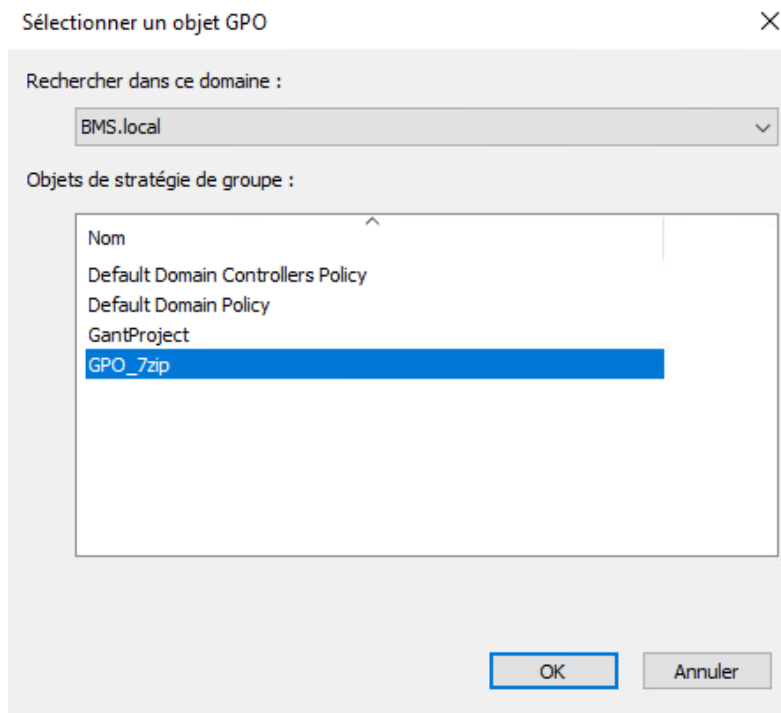 Sélectionner un objet GPO
Rechercher dans ce domaine :
BMS.local
Objets de stratégie de groupe :
Nom
Default Domain Controllers Policy
Default Domain Policy
GantProject
GPO_7zip
OK
Annuler